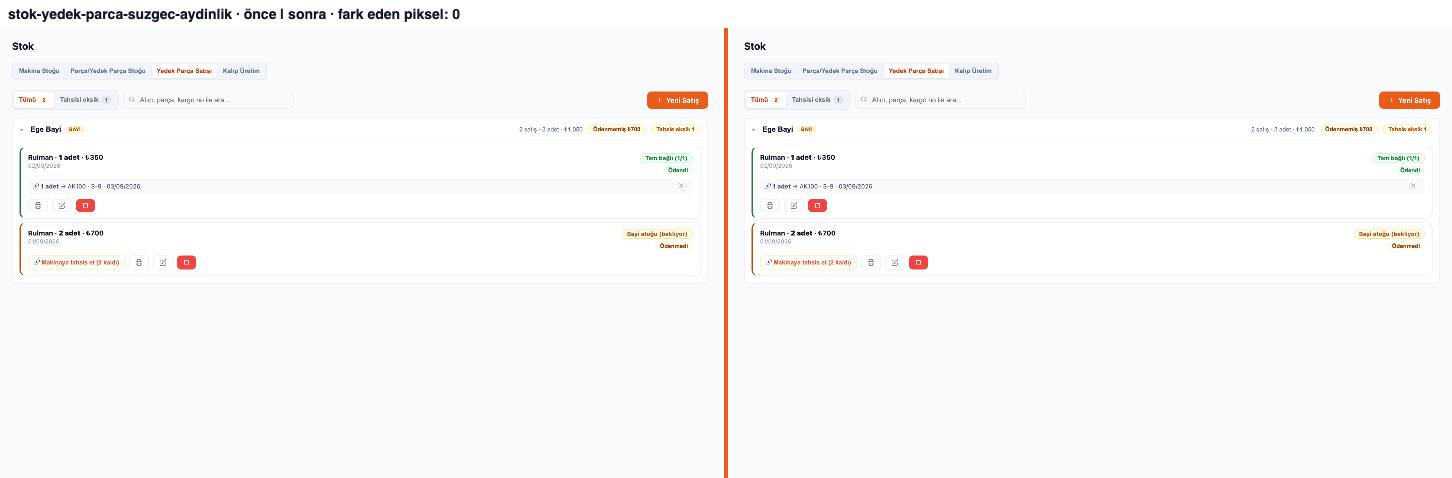 stok-yedek-parca-suzgec-aydinlik · önce | sonra · fark eden piksel: 0
Stok
Makina Stoğu Parça/Yedek Parça Stoğu Yedek Parça Satışı Kalıp Üretim
Tümü 2 Tahsisi eksik 1 Alıcı, parça, kargo no ile ara... + Yeni Satış
Ege Bayi BAYİ 2 satış · 3 adet · ₺1.050 Ödenmemiş ₺700 Tahsis eksik 1
Rulman · 1 adet · ₺350 Tam bağlı (1/1)
02/09/2026 Ödendi
1 adet → AK100 · S-9 · 03/09/2026
Rulman · 2 adet · ₺700 Bayi stoğu (bekliyor)
01/09/2026 Ödenmedi
Makinaya tahsis et (2 kaldı)
Stok
Makina Stoğu Parça/Yedek Parça Stoğu Yedek Parça Satışı Kalıp Üretim
Tümü 2 Tahsisi eksik 1 Alıcı, parça, kargo no ile ara... + Yeni Satış
Ege Bayi BAYİ 2 satış · 3 adet · ₺1.050 Ödenmemiş ₺700 Tahsis eksik 1
Rulman · 1 adet · ₺350 Tam bağlı (1/1)
02/09/2026 Ödendi
1 adet → AK100 · S-9 · 03/09/2026
Rulman · 2 adet · ₺700 Bayi stoğu (bekliyor)
01/09/2026 Ödenmedi
Makinaya tahsis et (2 kaldı)